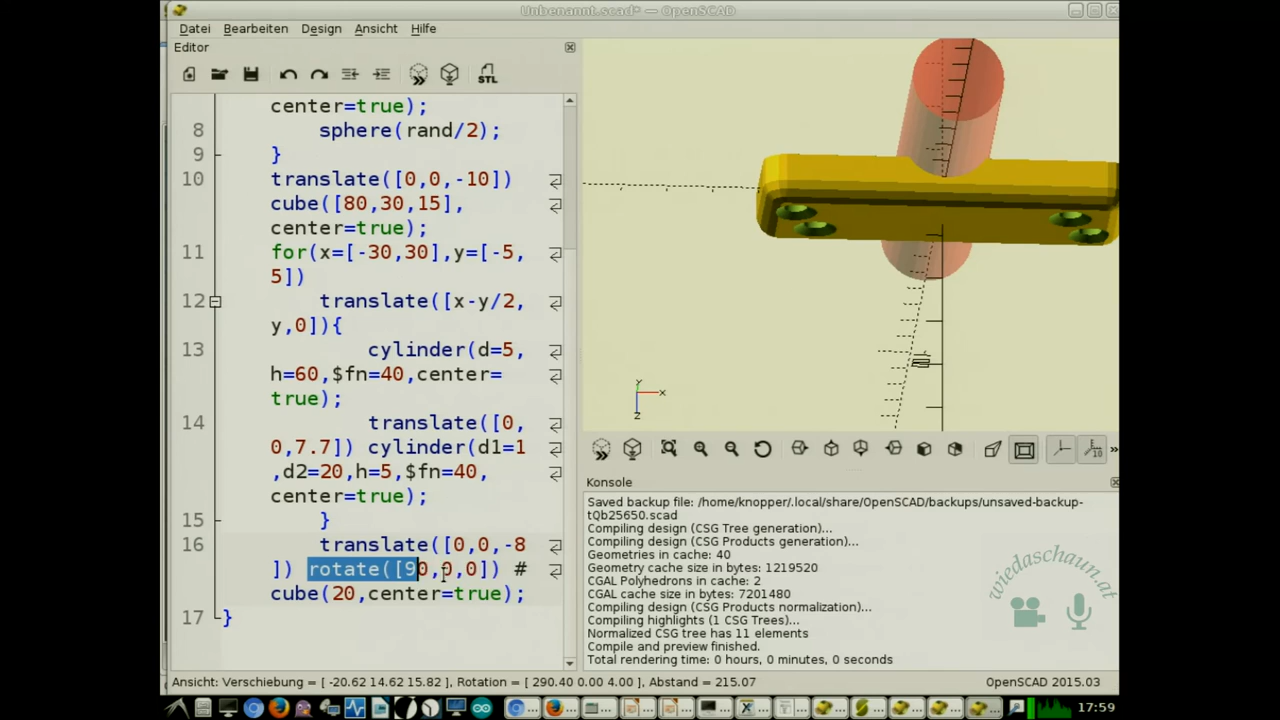 Unbenannt.scad* — OpenSCAD
Datei Bearbeiten Design Ansicht Hilfe
Editor
STL
center=true);
8 sphere(rand/2);
9 }
10 translate([0,0,-10])
cube([80,30,15],
center=true);
11 for(x=[-30,30],y=[-5,
5])
12 translate([x-y/2,
y,0]){
13 cylinder(d=5,
h=60,$fn=40,center=
true);
14 translate([0,
0,7.7]) cylinder(d1=1
,d2=20,h=5,$fn=40,
center=true);
15 }
16 translate([0,0,-8
]) rotate([90,0,0]) #
cube(20,center=true);
17 }
Y
X
Z
10
»
Konsole
Saved backup file: /home/knopper/.local/share/OpenSCAD/backups/unsaved-backup-
tQb25650.scad
Compiling design (CSG Tree generation)...
Compiling design (CSG Products generation)...
Geometries in cache: 40
Geometry cache size in bytes: 1219520
CGAL Polyhedrons in cache: 2
CGAL cache size in bytes: 7201480
Compiling design (CSG Products normalization)...
Compiling highlights (1 CSG Trees)...
Normalized CSG tree has 11 elements
Compile and preview finished.
Total rendering time: 0 hours, 0 minutes, 0 seconds
wiedaschaun.at
Ansicht: Verschiebung = [ -20.62 14.62 15.82 ], Rotation = [ 290.40 0.00 4.00 ], Abstand = 215.07
OpenSCAD 2015.03
17:59